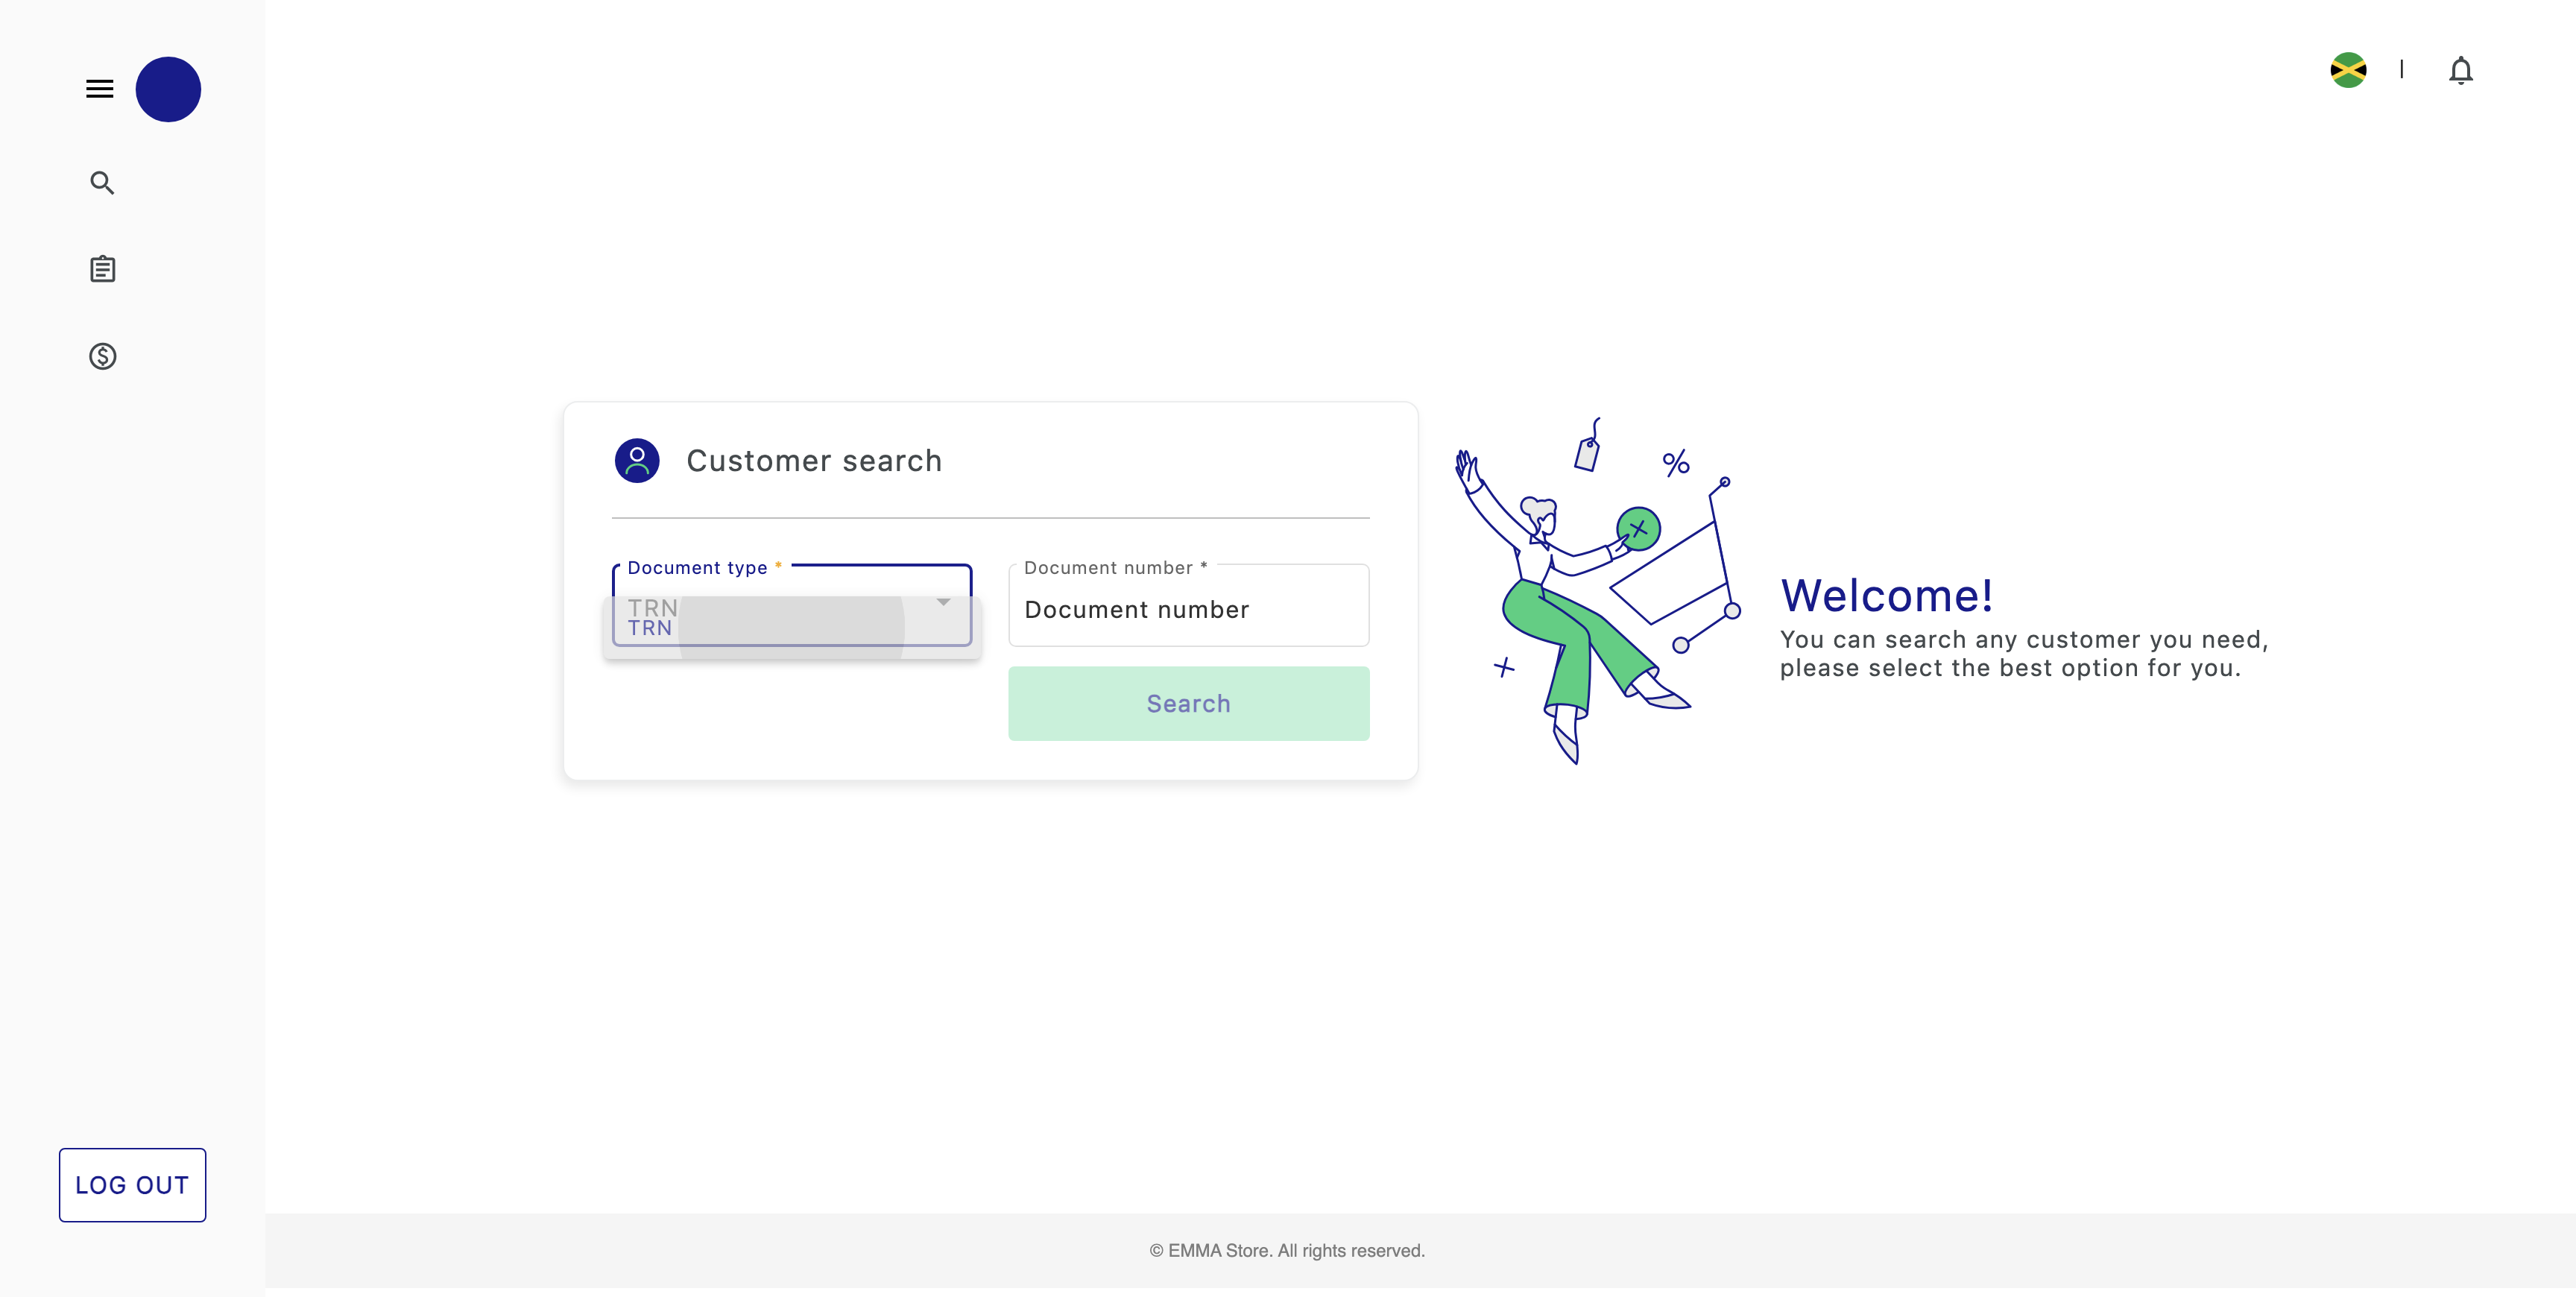 Customer search
Document type *
TRN
TRN
Document number *
Document number
Search
Welcome!
You can search any customer you need,
please select the best option for you.
LOG OUT
© EMMA Store. All rights reserved.